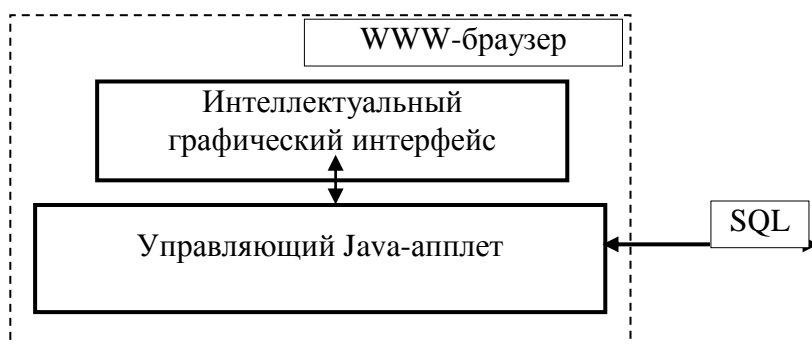 WWW-браузер
Интеллектуальный
графический интерфейс
Управляющий Java-апплет
SQL